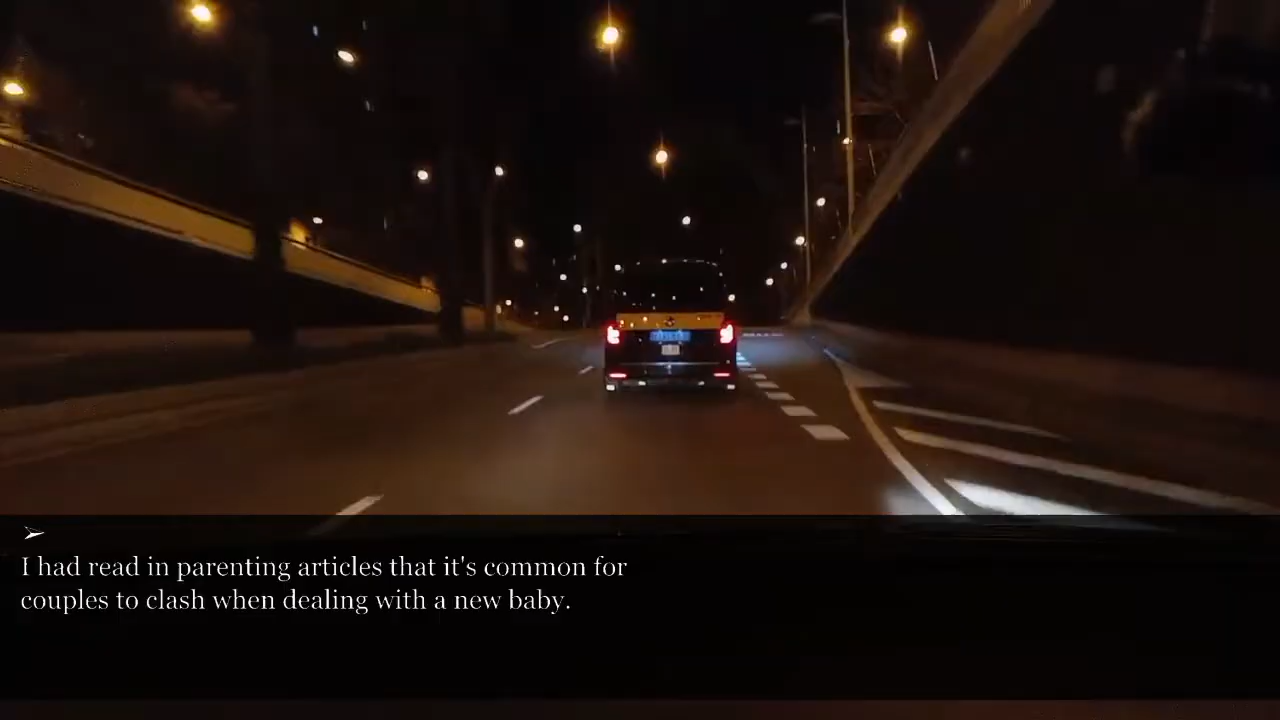 I had read in parenting articles that it's common for
couples to clash when dealing with a new baby.